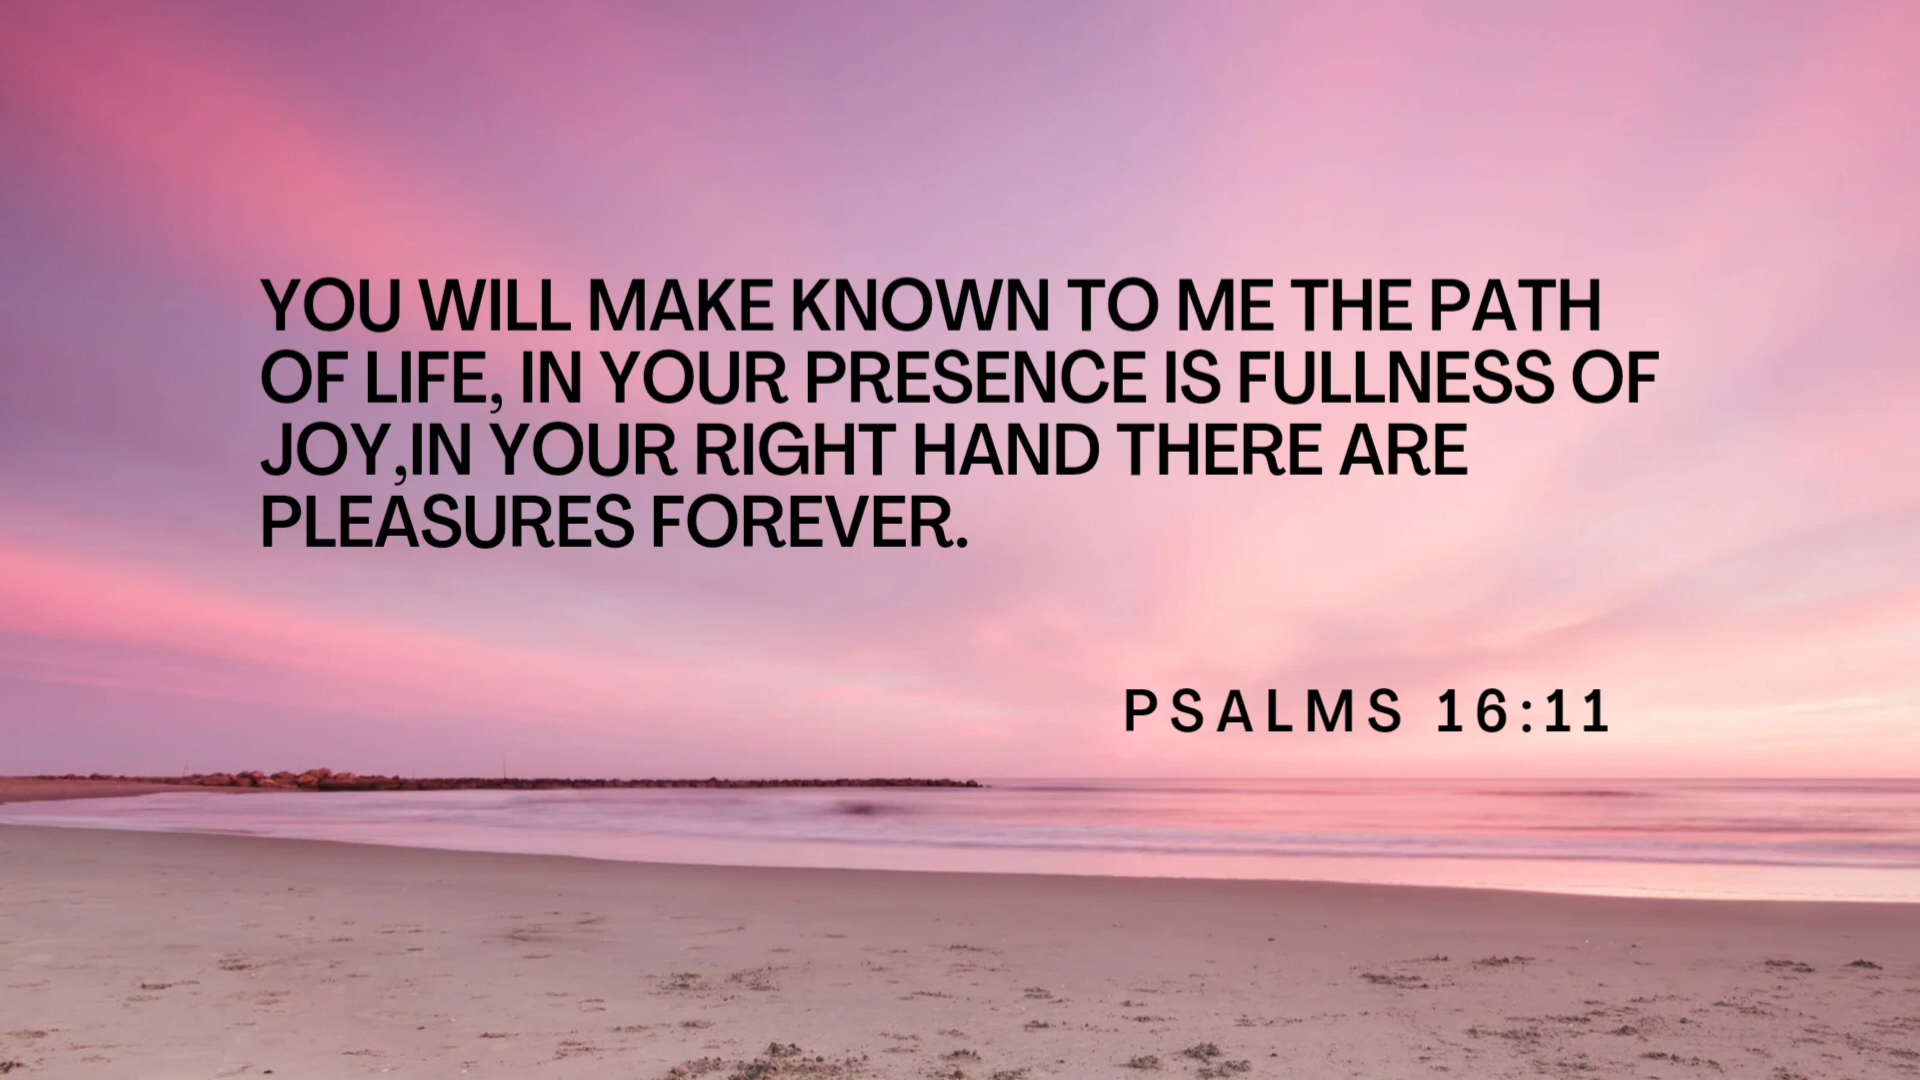 YOU WILL MAKE KNOWN TO ME THE PATH
OF LIFE, IN YOUR PRESENCE IS FULLNESS OF
JOY,IN YOUR RIGHT HAND THERE ARE
PLEASURES FOREVER.
PSALMS 16:11